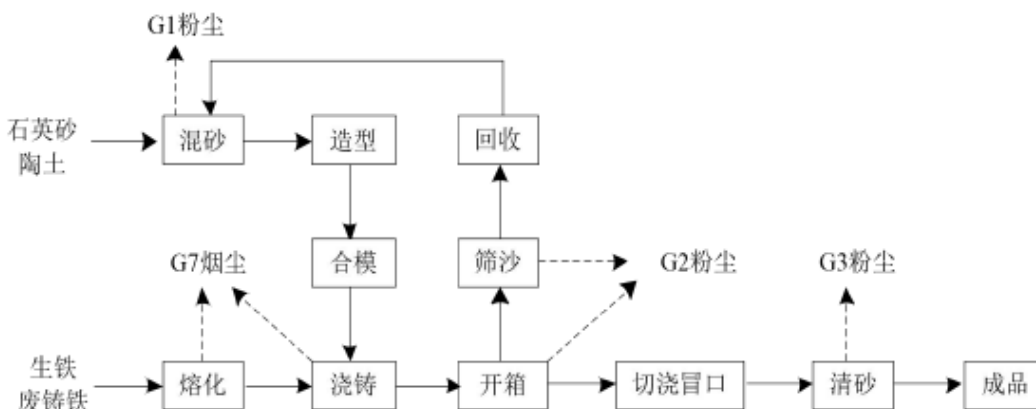 G1粉尘
石英砂
陶土
混砂
造型
回收
G7烟尘
合模
筛沙
G2粉尘
G3粉尘
生铁
废铸铁
熔化
浇铸
开箱
切浇冒口
清砂
成品